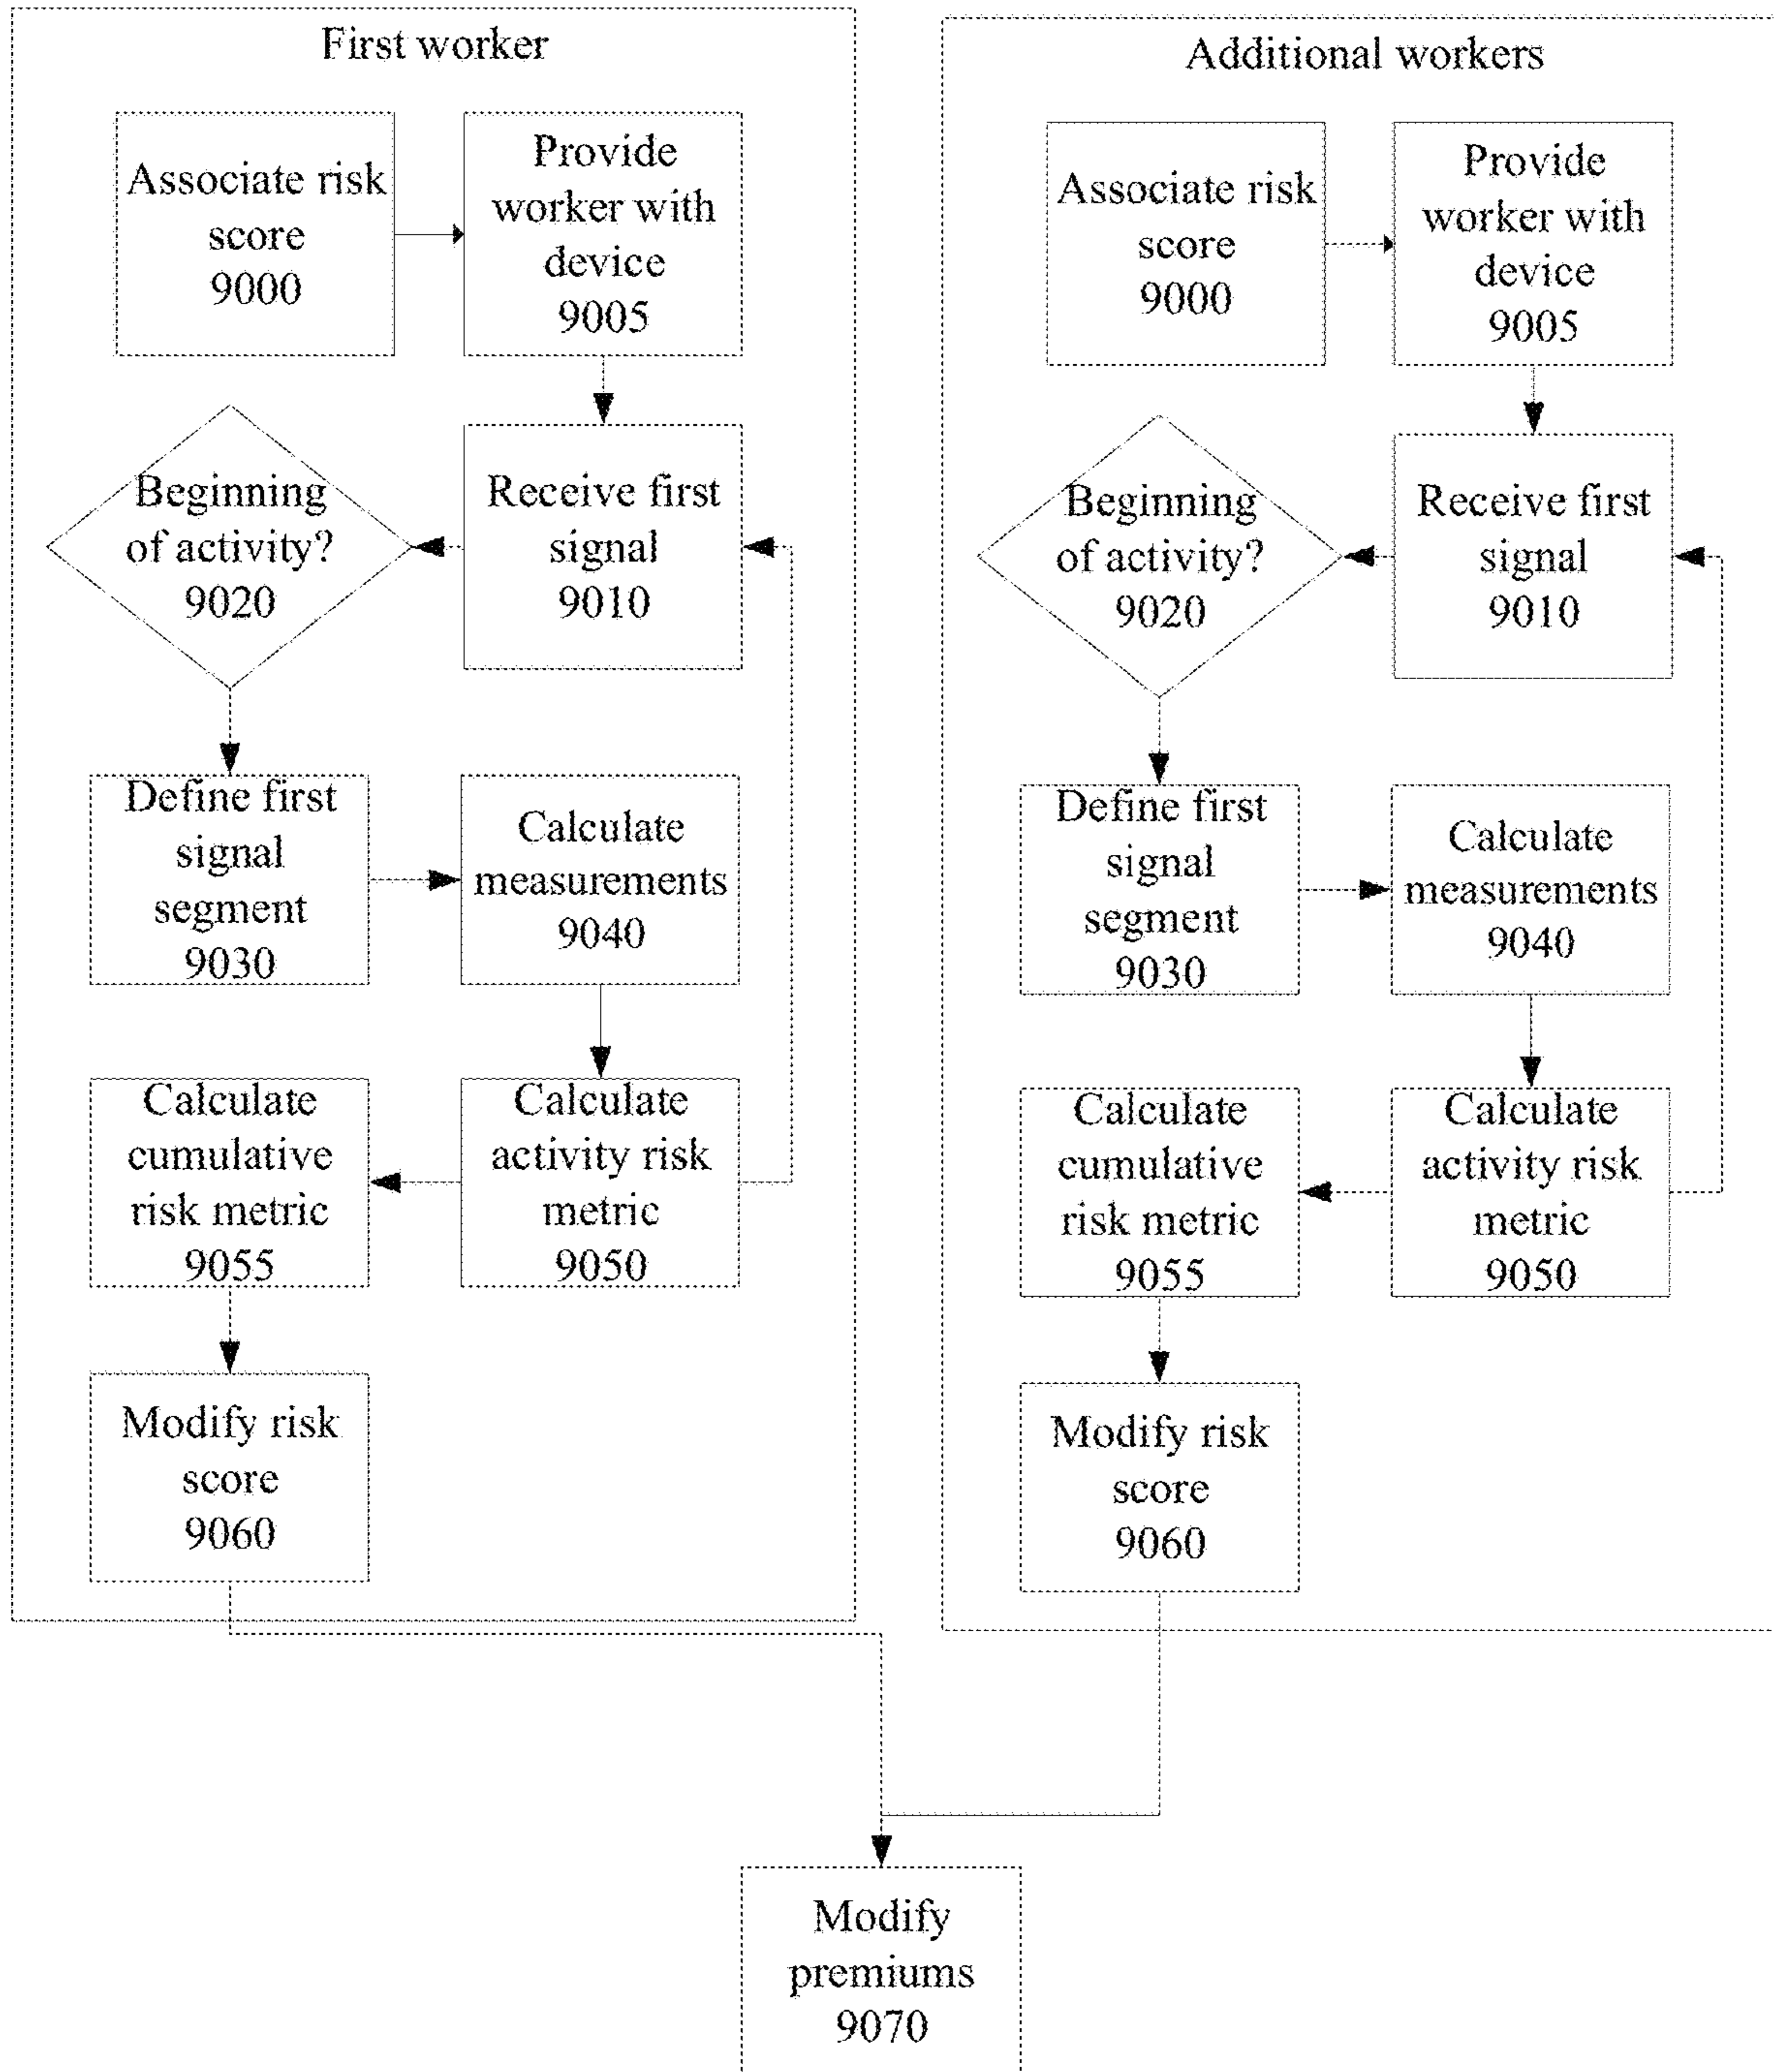 First worker
Associate risk
score
9000
Provide
worker with
device
9005
Beginning
of activity?
9020
Receive first
signal
9010
Define first
signal
segment
9030
Calculate
measurements
9040
Calculate
cumulative
risk metric
9055
Calculate
activity risk
metric
9050
Modify risk
score
9060
Additional workers
Associate risk
score
9000
Provide
worker with
device
9005
Beginning
of activity?
9020
Receive first
signal
9010
Define first
signal
segment
9030
Calculate
measurements
9040
Calculate
cumulative
risk metric
9055
Calculate
activity risk
metric
9050
Modify risk
score
9060
Modify
premiums
9070